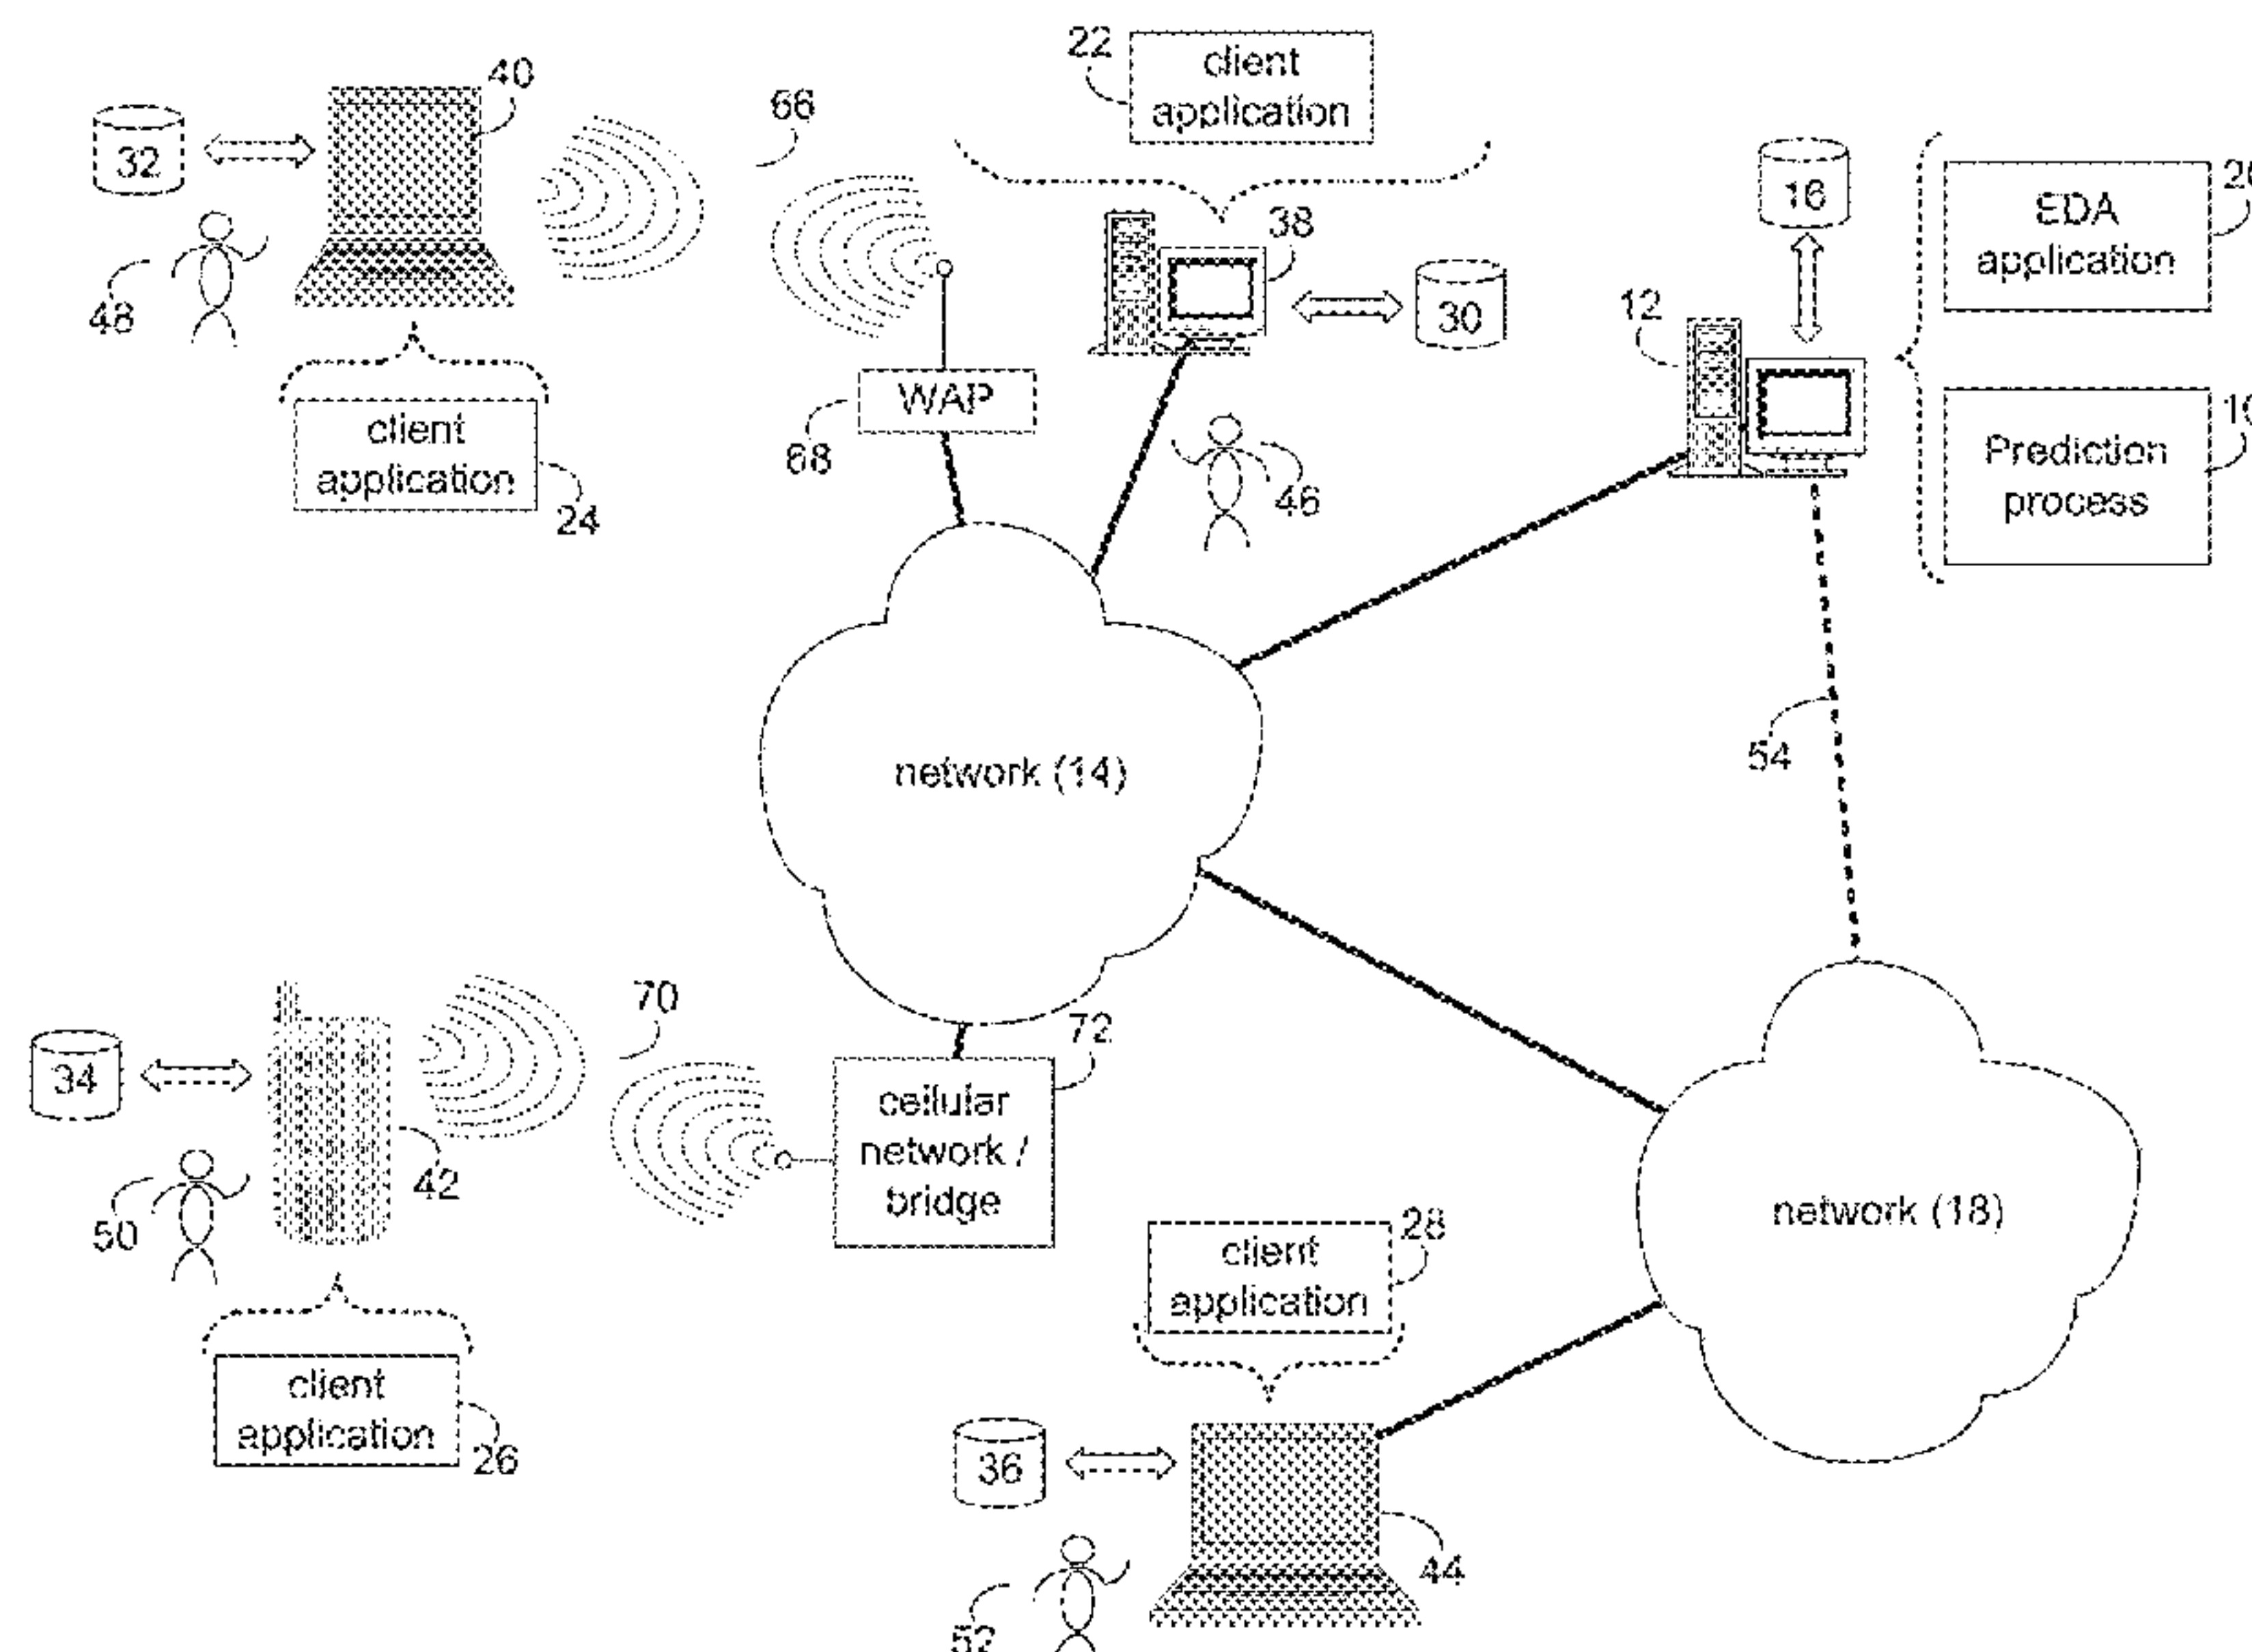 22
client
application
40
66
32
16
EDA
application
20
38
48
12
30
WAP
client
application
10
Prediction
process
68
46
24
network (14)
54
70
72
34
cellular
network /
bridge
42
50
client
application
28
network (18)
client
application
26
36
44
52